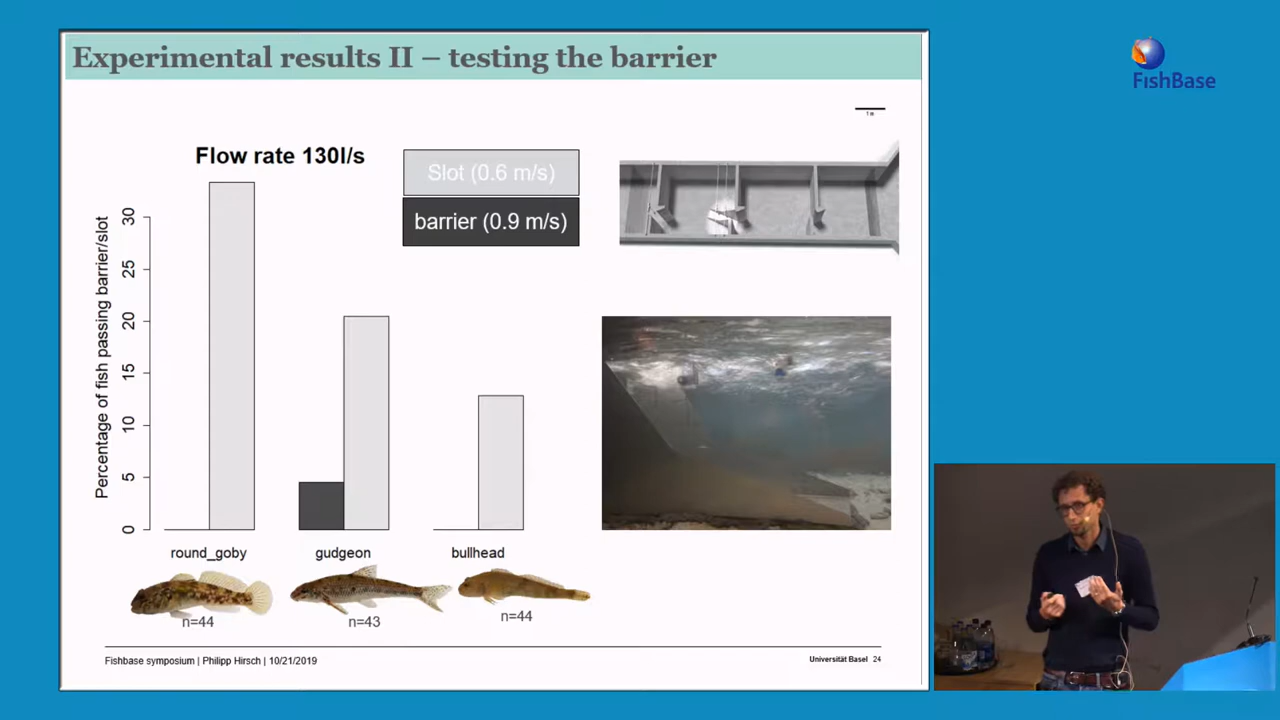 Experimental results II – testing the barrier
FishBase
1 m
Flow rate 130l/s
Slot (0.6 m/s)
barrier (0.9 m/s)
Percentage of fish passing barrier/slot
30
25
20
15
10
5
0
round_goby
gudgeon
bullhead
n=44
n=43
n=44
Fishbase symposium | Philipp Hirsch | 10/21/2019
Universität Basel 24